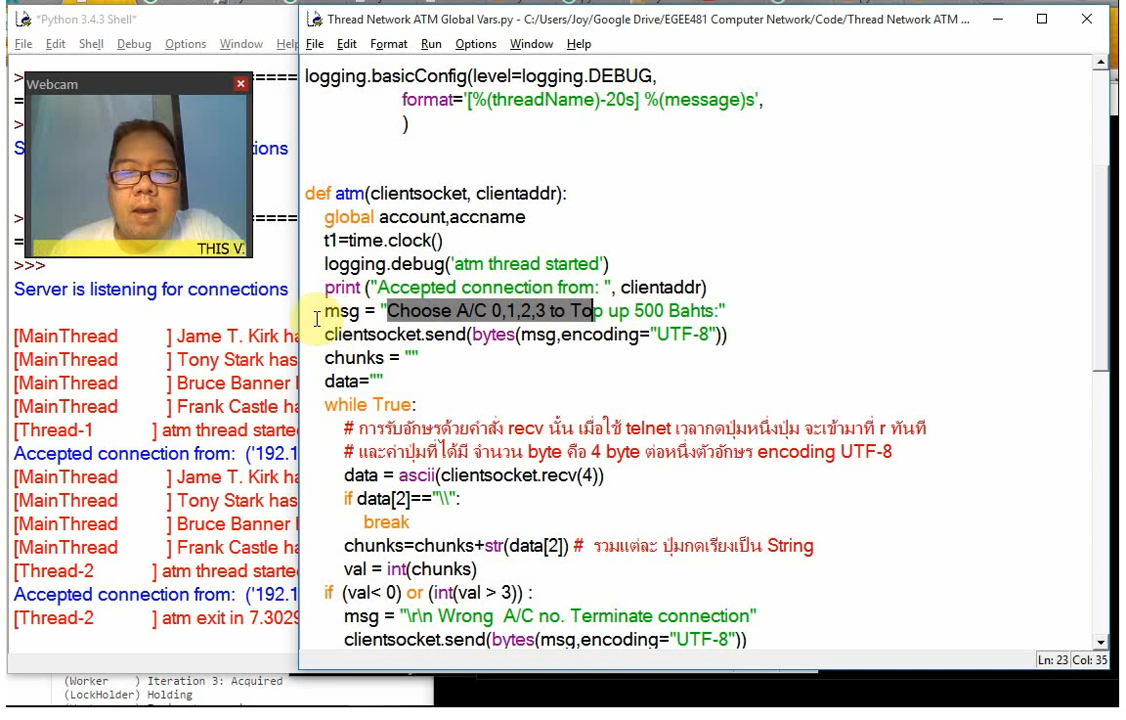 *Python 3.4.3 Shell*
File Edit Shell Debug Options Window Help
Webcam
THIS V
>>>
Server is listening for connections
[MainThread ] Jame T. Kirk ha
[MainThread ] Tony Stark has
[MainThread ] Bruce Banner
[MainThread ] Frank Castle ha
[Thread-1 ] atm thread starte
Accepted connection from: ('192.1
[MainThread ] Jame T. Kirk ha
[MainThread ] Tony Stark has
[MainThread ] Bruce Banner
[MainThread ] Frank Castle ha
[Thread-2 ] atm thread starte
Accepted connection from: ('192.1
[Thread-2 ] atm exit in 7.3029
(Worker ) Iteration 3: Acquired
(LockHolder) Holding
Thread Network ATM Global Vars.py - C:/Users/Joy/Google Drive/EGEE481 Computer Network/Code/Thread Network ATM ...
File Edit Format Run Options Window Help
logging.basicConfig(level=logging.DEBUG,
format='[%(threadName)-20s] %(message)s',
)
def atm(clientsocket, clientaddr):
global account,accname
t1=time.clock()
logging.debug('atm thread started')
print ("Accepted connection from: ", clientaddr)
msg = "Choose A/C 0,1,2,3 to Top up 500 Bahts:"
clientsocket.send(bytes(msg,encoding="UTF-8"))
chunks = ""
data=""
while True:
# การรับอักษรด้วยคำสั่ง recv นั้น เมื่อใช้ telnet เวลากดปุ่มหนึ่งปุ่ม จะเข้ามาที่ r ทันที
# และค่าปุ่มที่ได้มี จำนวน byte คือ 4 byte ต่อหนึ่งตัวอักษร encoding UTF-8
data = ascii(clientsocket.recv(4))
if data[2]=="\\":
break
chunks=chunks+str(data[2]) # รวมแต่ละ ปุ่มกดเรียงเป็น String
val = int(chunks)
if (val< 0) or (int(val > 3)) :
msg = "\r\n Wrong A/C no. Terminate connection"
clientsocket.send(bytes(msg,encoding="UTF-8"))
Ln: 23 Col: 35